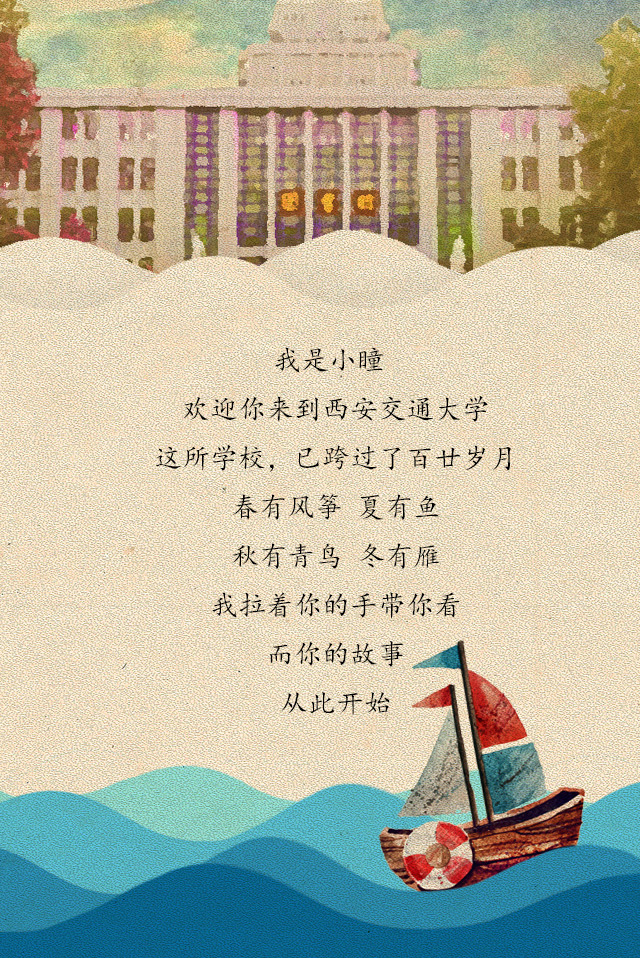 我是小瞳
欢迎你来到西安交通大学
这所学校，已跨过了百廿岁月
春有风筝 夏有鱼
秋有青鸟 冬有雁
我拉着你的手带你看
而你的故事
从此开始